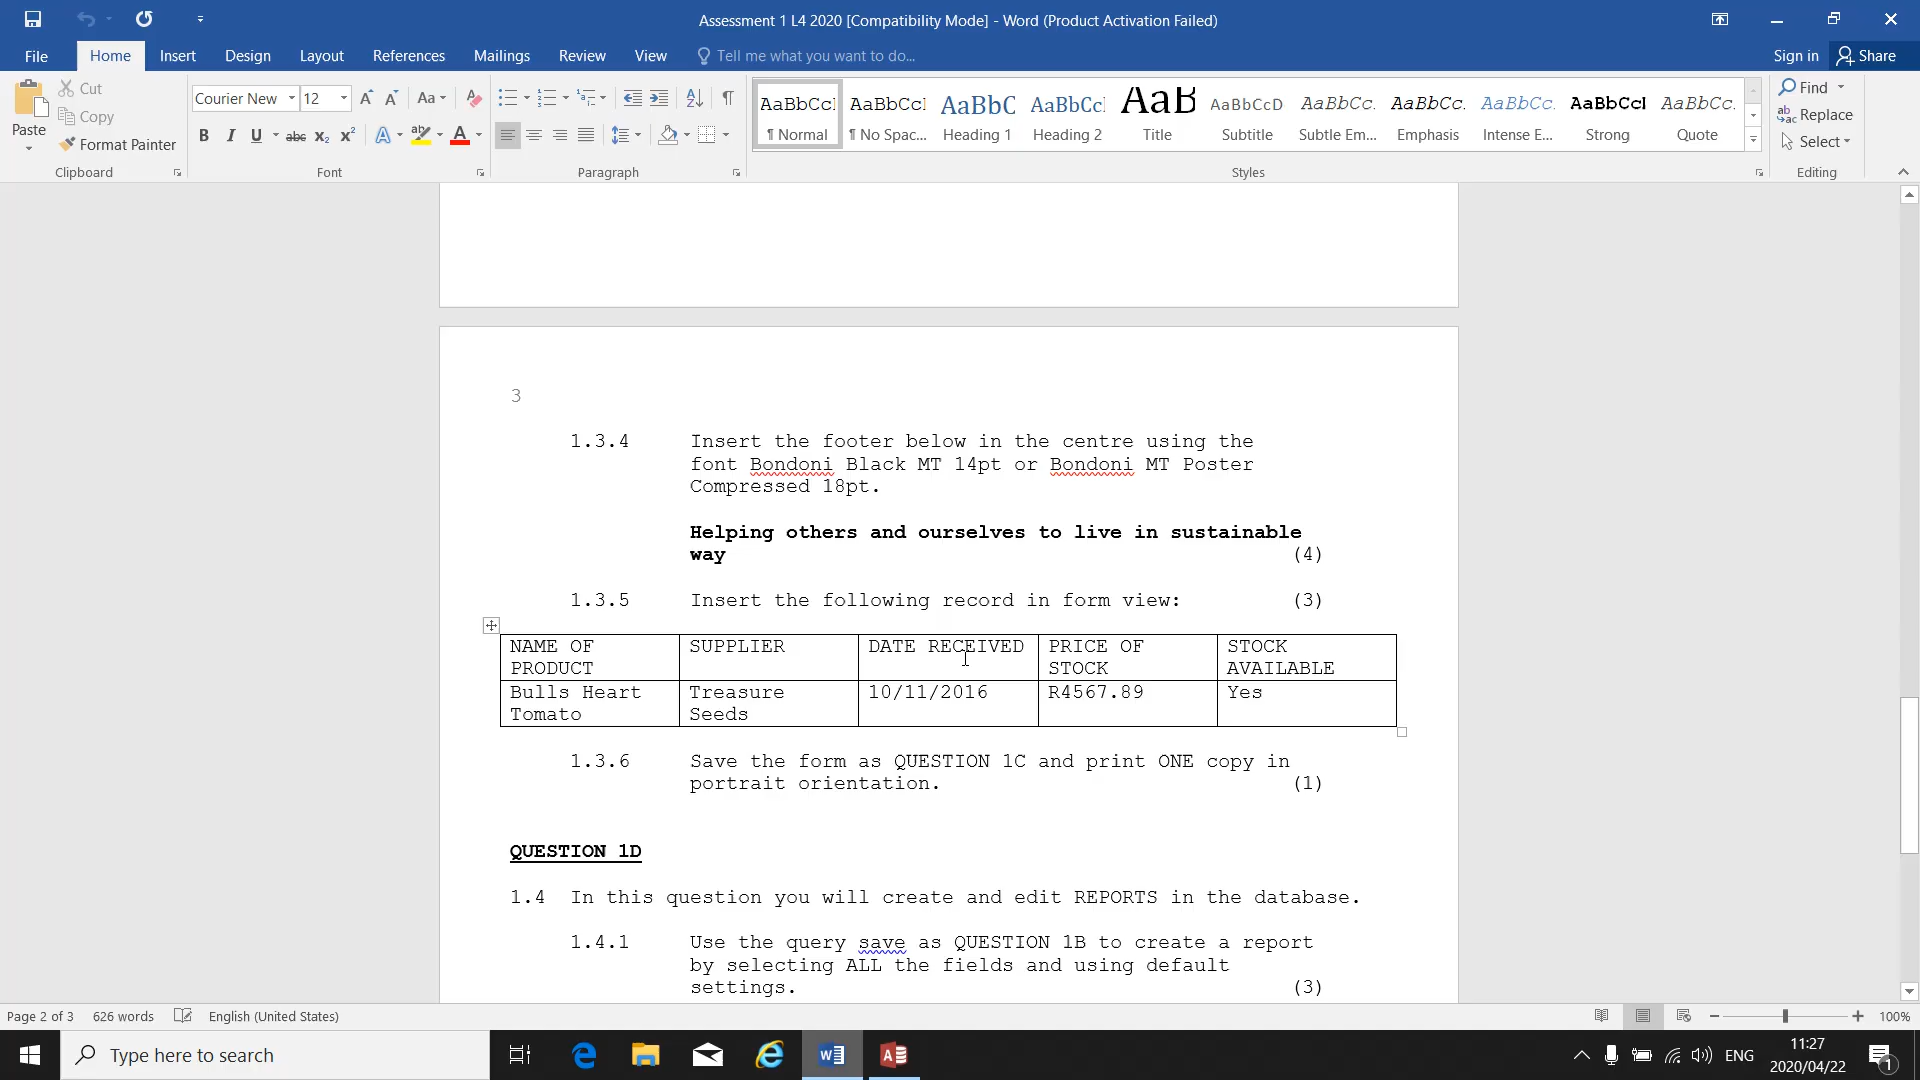 Assessment 1 L4 2020 [Compatibility Mode] - Word (Product Activation Failed)
File Home Insert Design Layout References Mailings Review View Tell me what you want to do... Sign in Share
Paste
Cut
Copy
Format Painter
Clipboard
Courier New 12
Aa
B I U abc x₂ x² A ab A
Font
Paragraph
AaBbCcI AaBbCcI AaBbC AaBbCcI AaB AaBbCcD AaBbCc. AaBbCc. AaBbCc. AaBbCcI AaBbCc.
¶ Normal ¶ No Spac... Heading 1 Heading 2 Title Subtitle Subtle Em... Emphasis Intense E... Strong Quote
Styles
Find
Replace
Select
Editing
3
1.3.4 Insert the footer below in the centre using the
font Bondoni Black MT 14pt or Bondoni MT Poster
Compressed 18pt.
Helping others and ourselves to live in sustainable
way (4)
1.3.5 Insert the following record in form view: (3)
NAME OF SUPPLIER DATE RECEIVED PRICE OF STOCK
PRODUCT STOCK AVAILABLE
Bulls Heart Treasure 10/11/2016 R4567.89 Yes
Tomato Seeds
1.3.6 Save the form as QUESTION 1C and print ONE copy in
portrait orientation. (1)
QUESTION 1D
1.4 In this question you will create and edit REPORTS in the database.
1.4.1 Use the query save as QUESTION 1B to create a report
by selecting ALL the fields and using default
settings. (3)
Page 2 of 3 626 words English (United States) 100%
Type here to search
ENG
11:27
2020/04/22
1